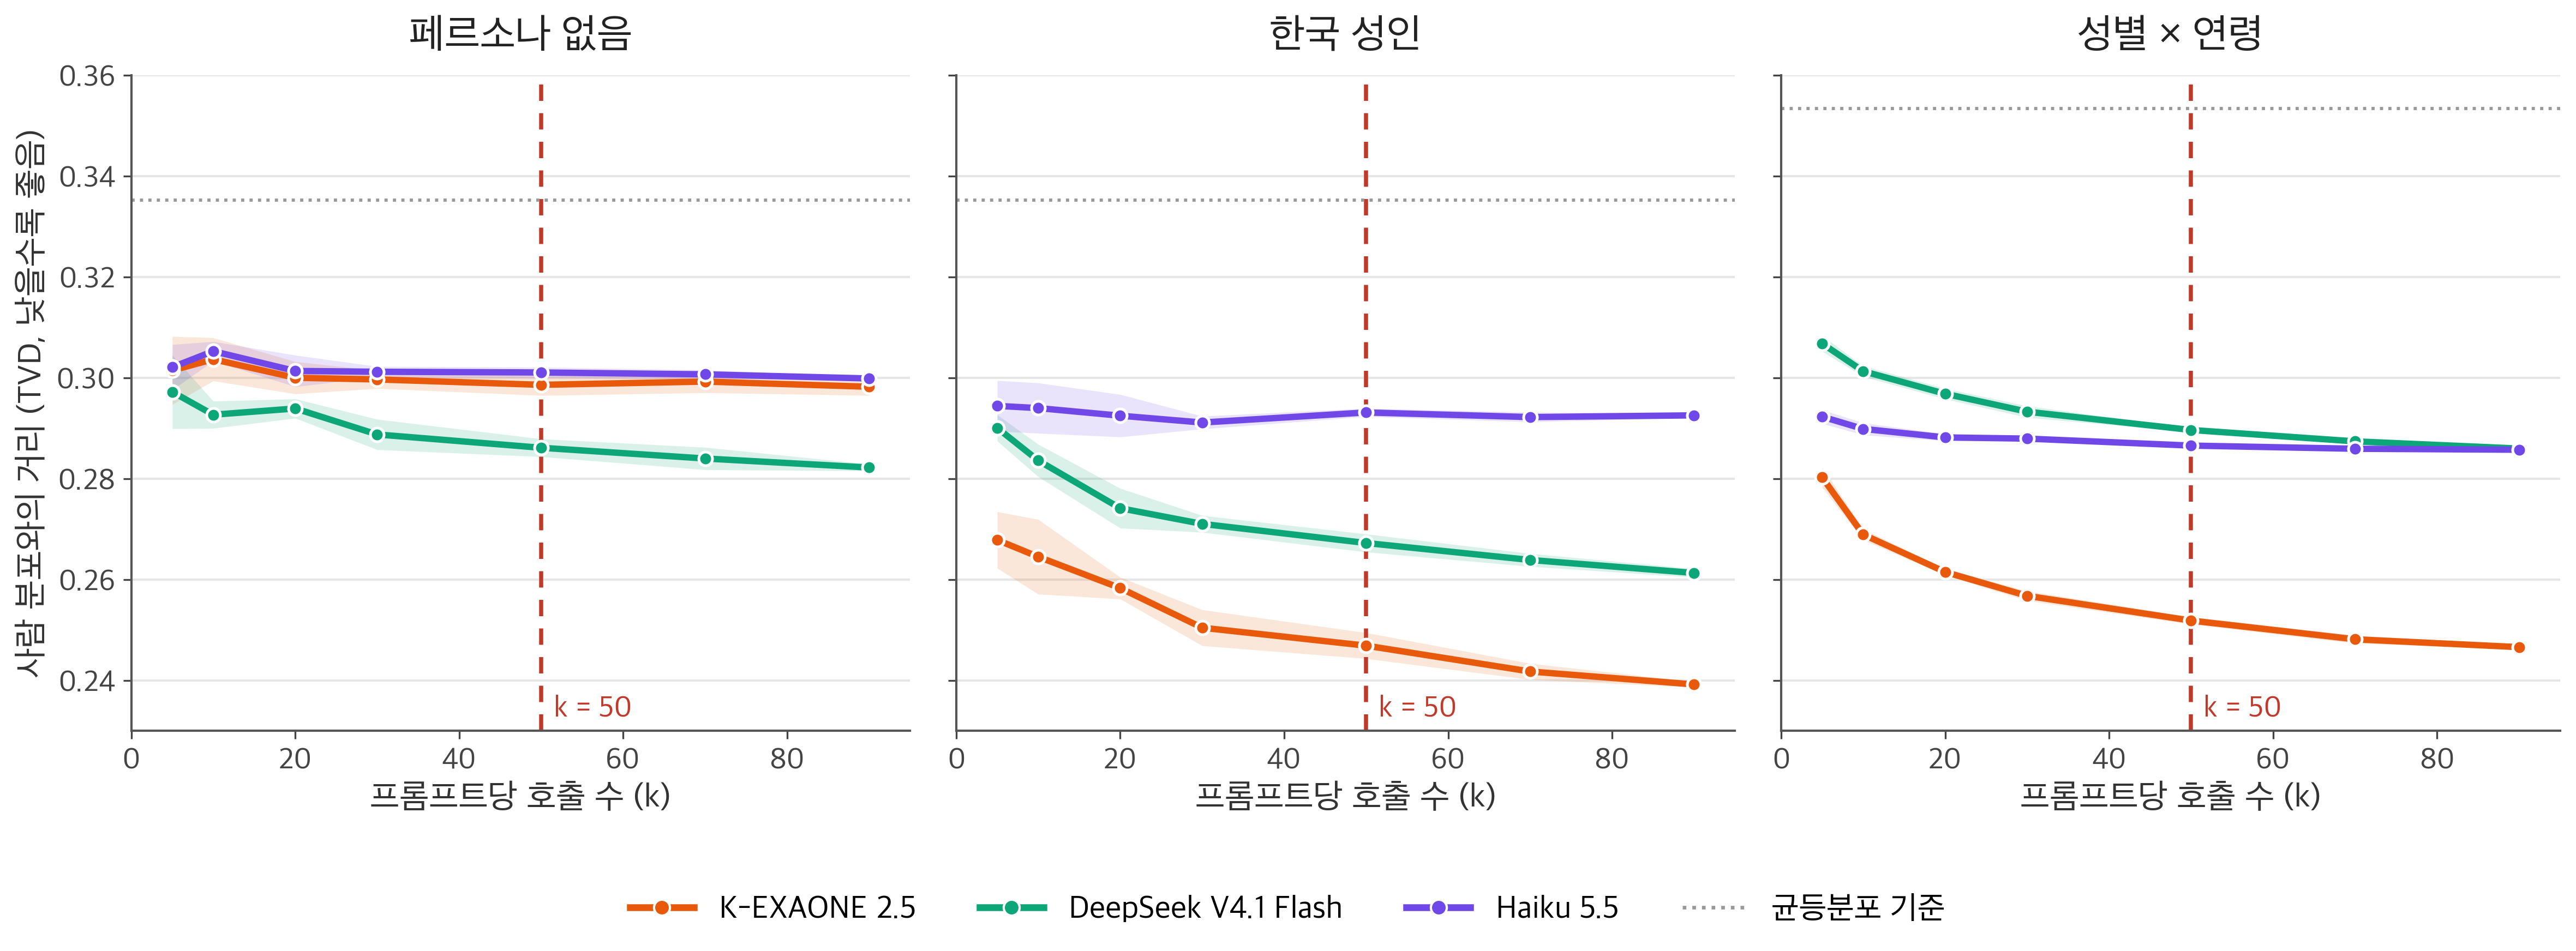 페르소나 없음
한국 성인
성별 × 연령
사람 분포와의 거리 (TVD, 낮을수록 좋음)
0.36
0.34
0.32
0.30
0.28
0.26
0.24
k = 50
k = 50
k = 50
0 20 40 60 80
0 20 40 60 80
0 20 40 60 80
프롬프트당 호출 수 (k)
프롬프트당 호출 수 (k)
프롬프트당 호출 수 (k)
K-EXAONE 2.5 DeepSeek V4.1 Flash Haiku 5.5 균등분포 기준